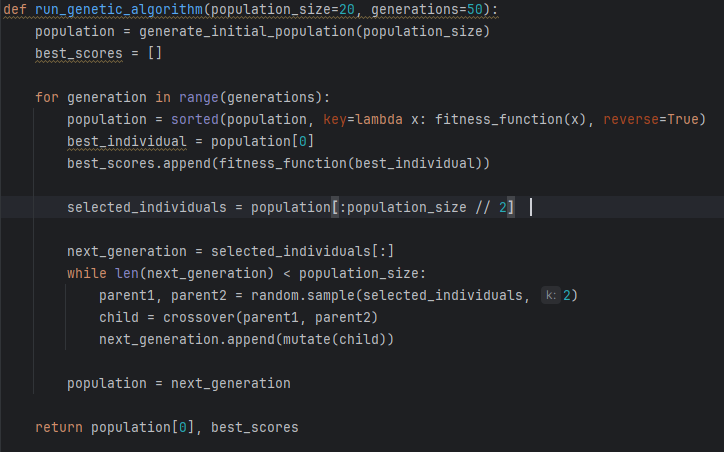 def run_genetic_algorithm(population_size=20, generations=50):
    population = generate_initial_population(population_size)
    best_scores = []
    for generation in range(generations):
        population = sorted(population, key=lambda x: fitness_function(x), reverse=True)
        best_individual = population[0]
        best_scores.append(fitness_function(best_individual))
        selected_individuals = population[:population_size // 2]
        next_generation = selected_individuals[:]
        while len(next_generation) < population_size:
            parent1, parent2 = random.sample(selected_individuals, k: 2)
            child = crossover(parent1, parent2)
            next_generation.append(mutate(child))
        population = next_generation
    return population[0], best_scores